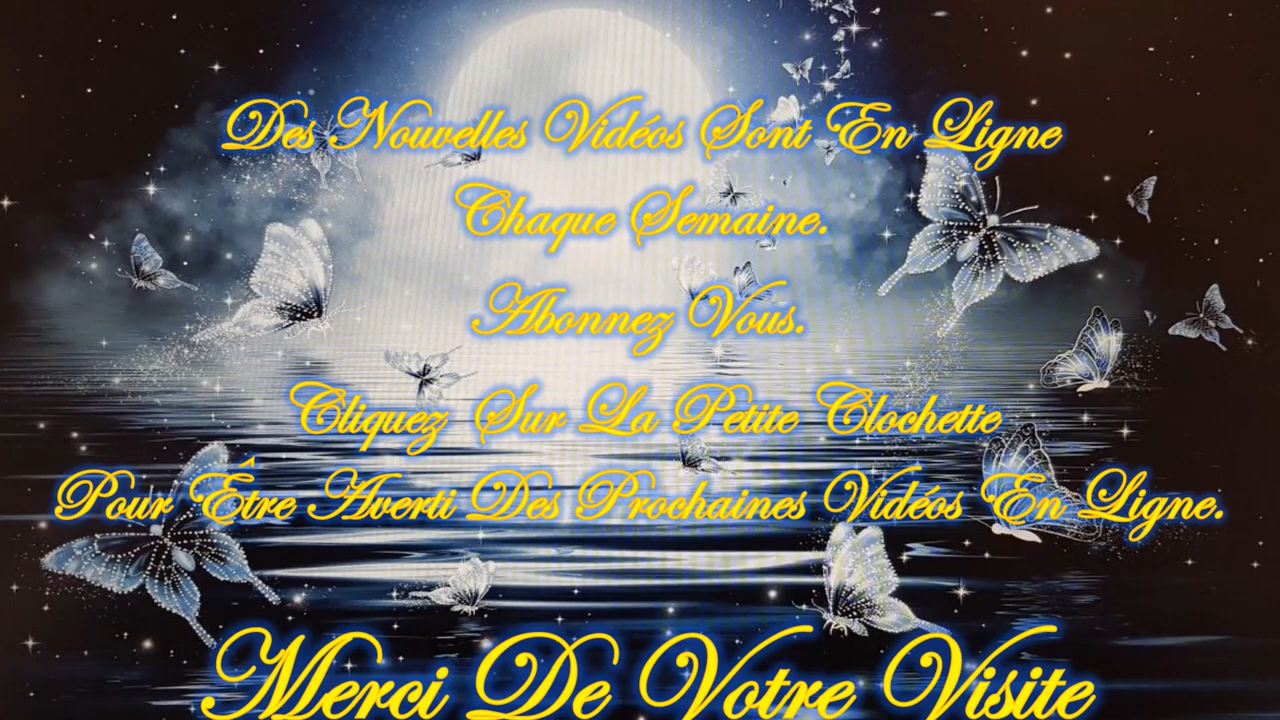 Des Nouvelles Vidéos Sont En Ligne
Chaque Semaine.
Abonnez Vous.
Cliquez Sur La Petite Clochette
Pour Être Averti Des Prochaines Vidéos En Ligne.
Merci De Votre Visite